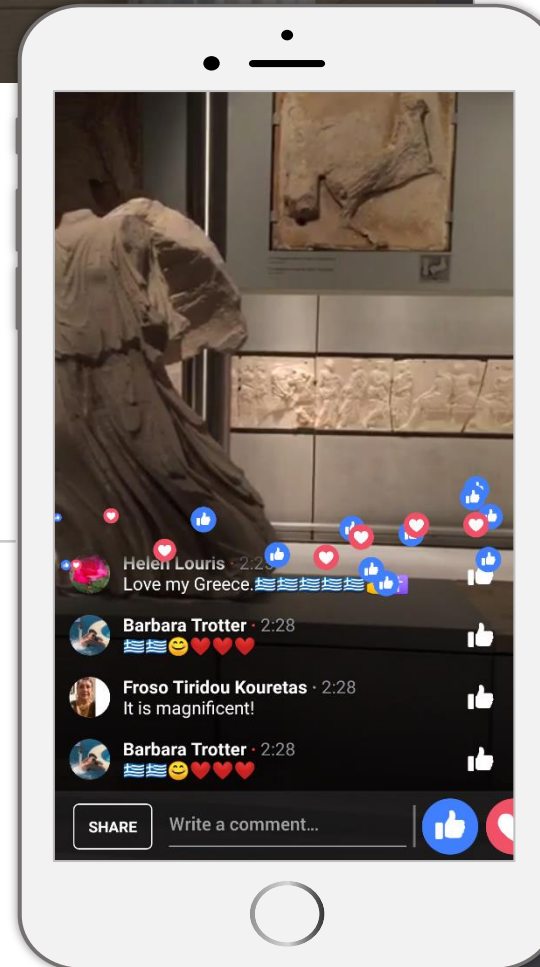 Helen Louris · 2:25
Love my Greece.🇬🇷🇬🇷🇬🇷🇬🇷🇬🇷
Barbara Trotter · 2:28
🇬🇷🇬🇷😊❤️❤️❤️
Froso Tiridou Kouretas · 2:28
It is magnificent!
Barbara Trotter · 2:28
🇬🇷🇬🇷😊❤️❤️❤️
SHARE
Write a comment...